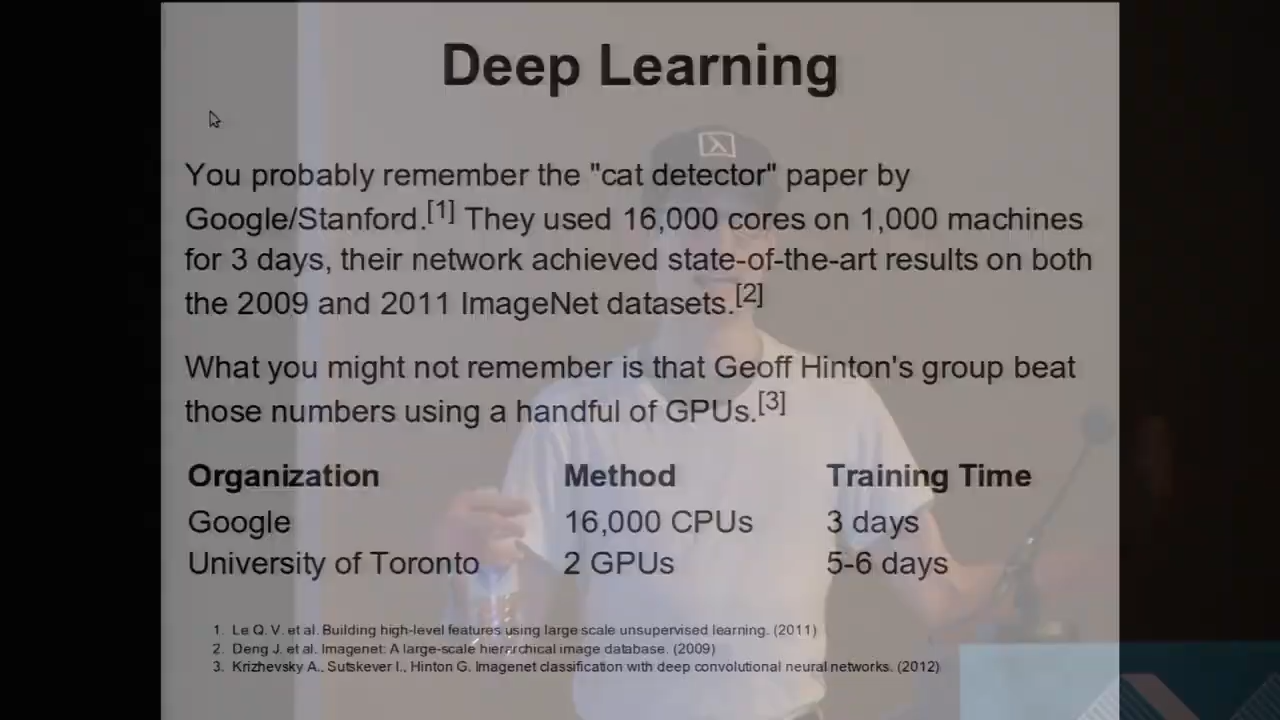 Deep Learning
You probably remember the "cat detector" paper by
Google/Stanford.[1] They used 16,000 cores on 1,000 machines
for 3 days, their network achieved state-of-the-art results on both
the 2009 and 2011 ImageNet datasets.[2]
What you might not remember is that Geoff Hinton's group beat
those numbers using a handful of GPUs.[3]
Organization Method Training Time
Google 16,000 CPUs 3 days
University of Toronto 2 GPUs 5-6 days
1. Le Q. V. et al. Building high-level features using large scale unsupervised learning. (2011)
2. Deng J. et al. Imagenet: A large-scale hierarchical image database. (2009)
3. Krizhevsky A., Sutskever I., Hinton G. Imagenet classification with deep convolutional neural networks. (2012)